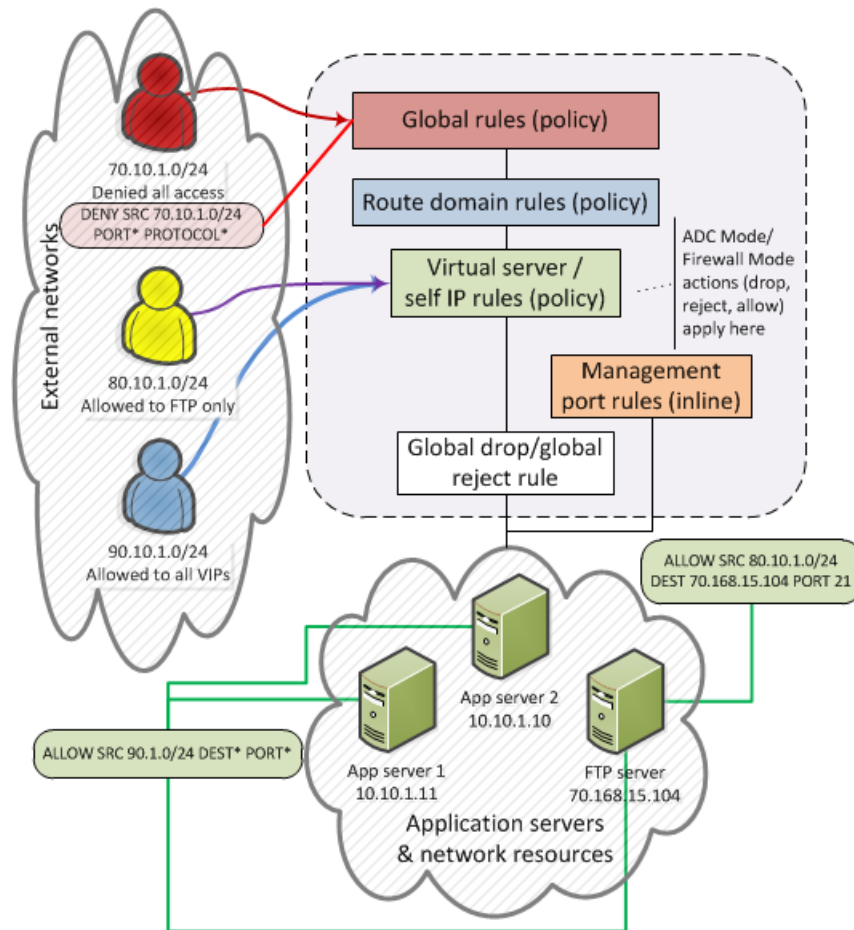 External networks
70.10.1.0/24
Denied all access
DENY SRC 70.10.1.0/24
PORT* PROTOCOL*
80.10.1.0/24
Allowed to FTP only
90.10.1.0/24
Allowed to all VIPs
Global rules (policy)
Route domain rules (policy)
Virtual server /
self IP rules (policy)
ADC Mode/
Firewall Mode
actions (drop,
reject, allow)
apply here
Management
port rules (inline)
Global drop/global
reject rule
ALLOW SRC 80.10.1.0/24
DEST 70.168.15.104 PORT 21
App server 2
10.10.1.10
App server 1
10.10.1.11
FTP server
70.168.15.104
ALLOW SRC 90.1.0/24 DEST* PORT*
Application servers
& network resources